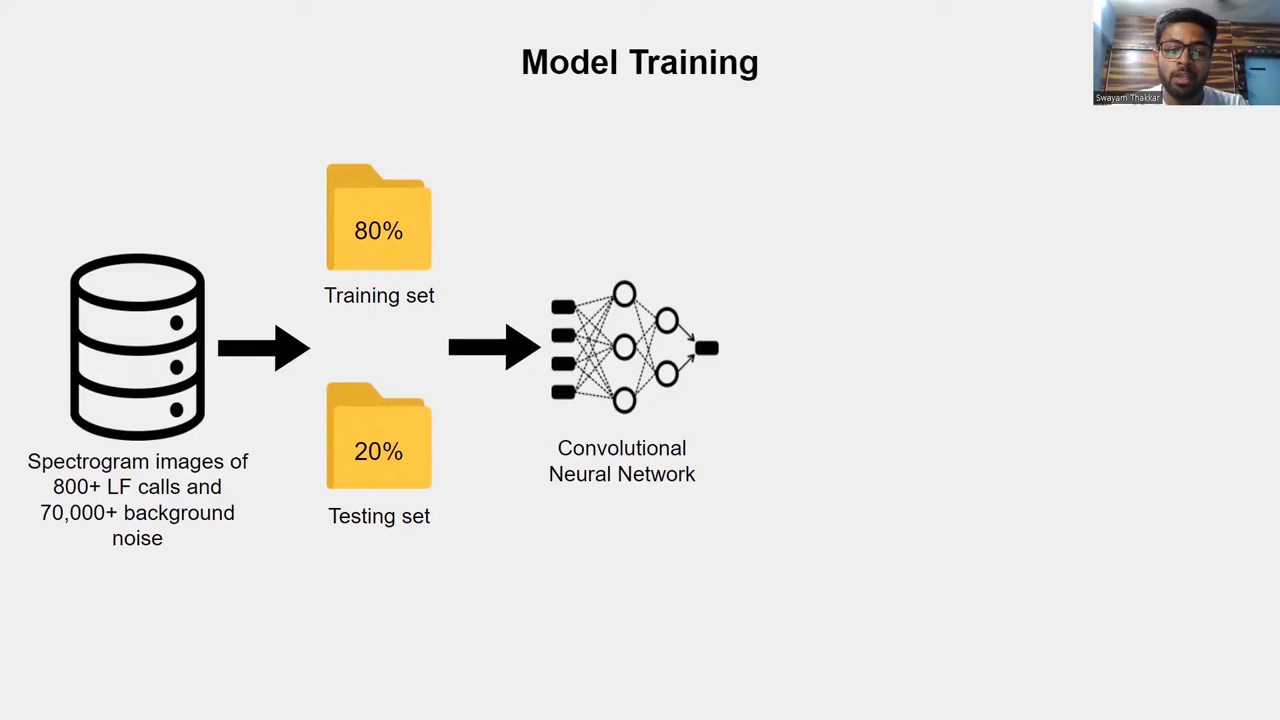 Model Training
Swayam Thakkar
80%
Training set
Spectrogram images of
800+ LF calls and
70,000+ background
noise
20%
Testing set
Convolutional
Neural Network